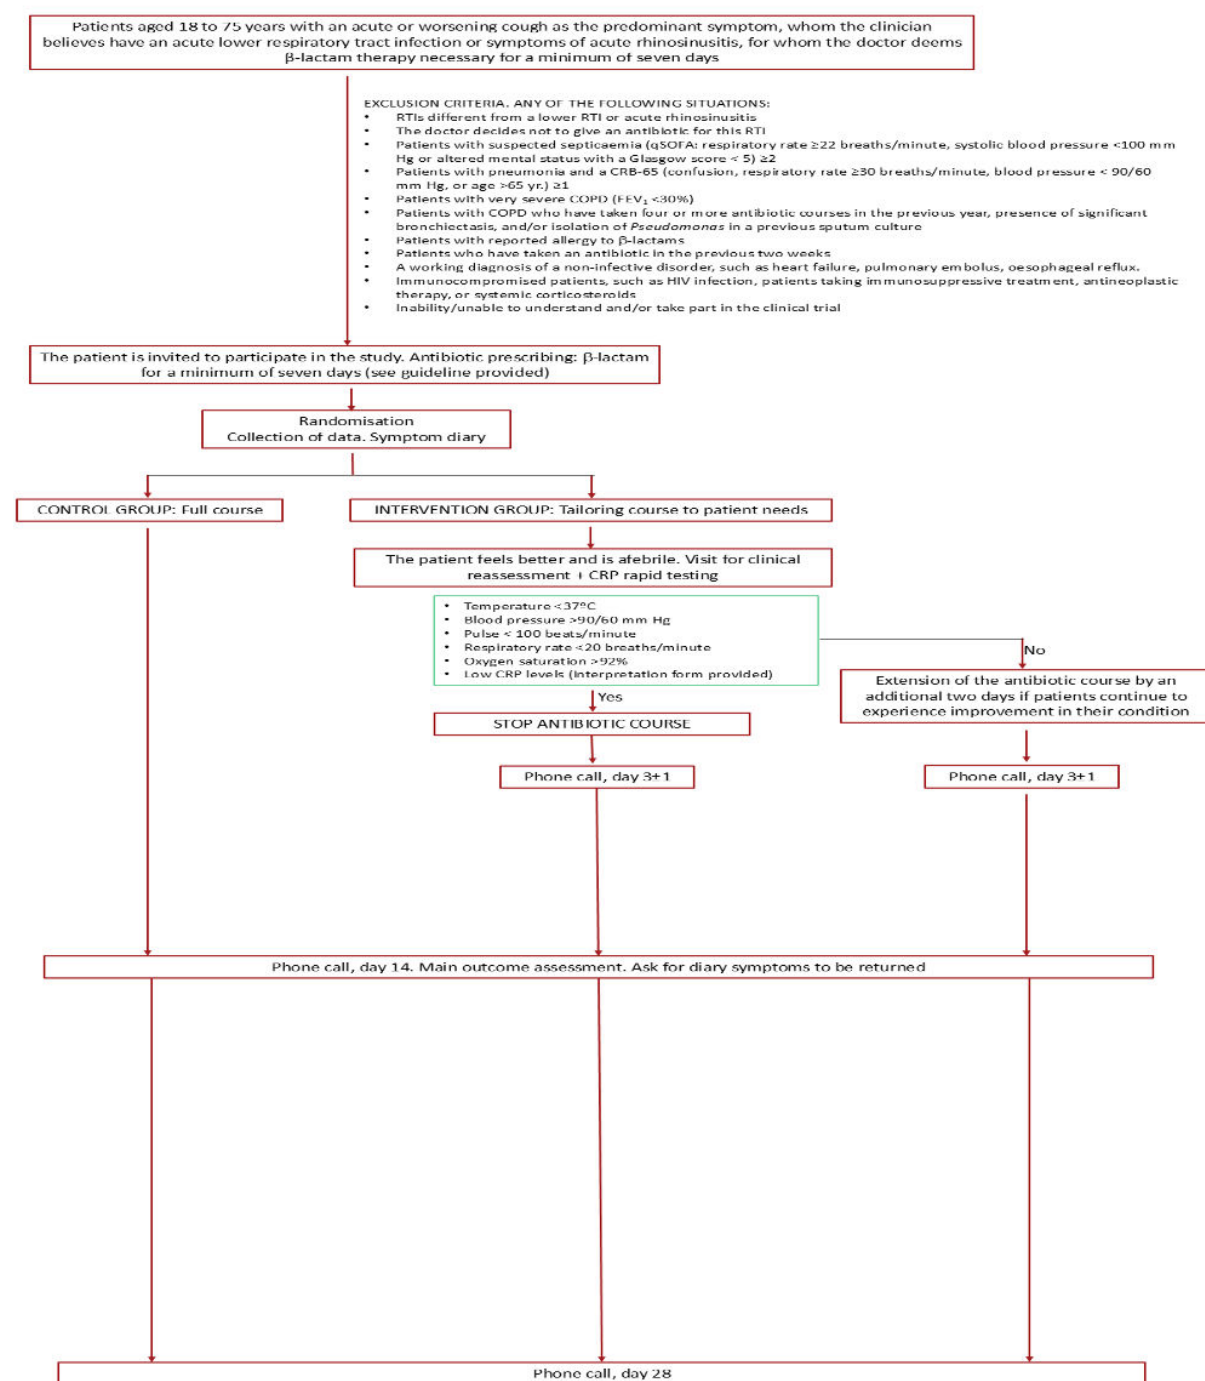 Patients aged 18 to 75 years with an acute or worsening cough as the predominant symptom, whom the clinician
believes have an acute lower respiratory tract infection or symptoms of acute rhinosinusitis, for whom the doctor deems
β-lactam therapy necessary for a minimum of seven days
EXCLUSION CRITERIA. ANY OF THE FOLLOWING SITUATIONS:
• RTIs different from a lower RTI or acute rhinosinusitis
• The doctor decides not to give an antibiotic for this RTI
• Patients with suspected septicaemia (qSOFA: respiratory rate ≥22 breaths/minute, systolic blood pressure <100 mm
Hg or altered mental status with a Glasgow score < 5) ≥2
• Patients with pneumonia and a CRB-65 (confusion, respiratory rate ≥30 breaths/minute, blood pressure < 90/60
mm Hg, or age >65 yr.) ≥1
• Patients with very severe COPD (FEV₁ <30%)
• Patients with COPD who have taken four or more antibiotic courses in the previous year, presence of significant
bronchiectasis, and/or isolation of Pseudomonas in a previous sputum culture
• Patients with reported allergy to β-lactams
• Patients who have taken an antibiotic in the previous two weeks
• A working diagnosis of a non-infective disorder, such as heart failure, pulmonary embolus, oesophageal reflux.
• Immunocompromised patients, such as HIV infection, patients taking immunosuppressive treatment, antineoplastic
therapy, or systemic corticosteroids
• Inability/unable to understand and/or take part in the clinical trial
The patient is invited to participate in the study. Antibiotic prescribing: β-lactam
for a minimum of seven days (see guideline provided)
Randomisation
Collection of data. Symptom diary
CONTROL GROUP: Full course
INTERVENTION GROUP: Tailoring course to patient needs
The patient feels better and is afebrile. Visit for clinical
reassessment + CRP rapid testing
• Temperature <37ºC
• Blood pressure >90/60 mm Hg
• Pulse < 100 beats/minute
• Respiratory rate <20 breaths/minute
• Oxygen saturation >92%
• Low CRP levels (interpretation form provided)
No
Extension of the antibiotic course by an
additional two days if patients continue to
experience improvement in their condition
Yes
STOP ANTIBIOTIC COURSE
Phone call, day 3+1
Phone call, day 3+1
Phone call, day 14. Main outcome assessment. Ask for diary symptoms to be returned
Phone call, day 28